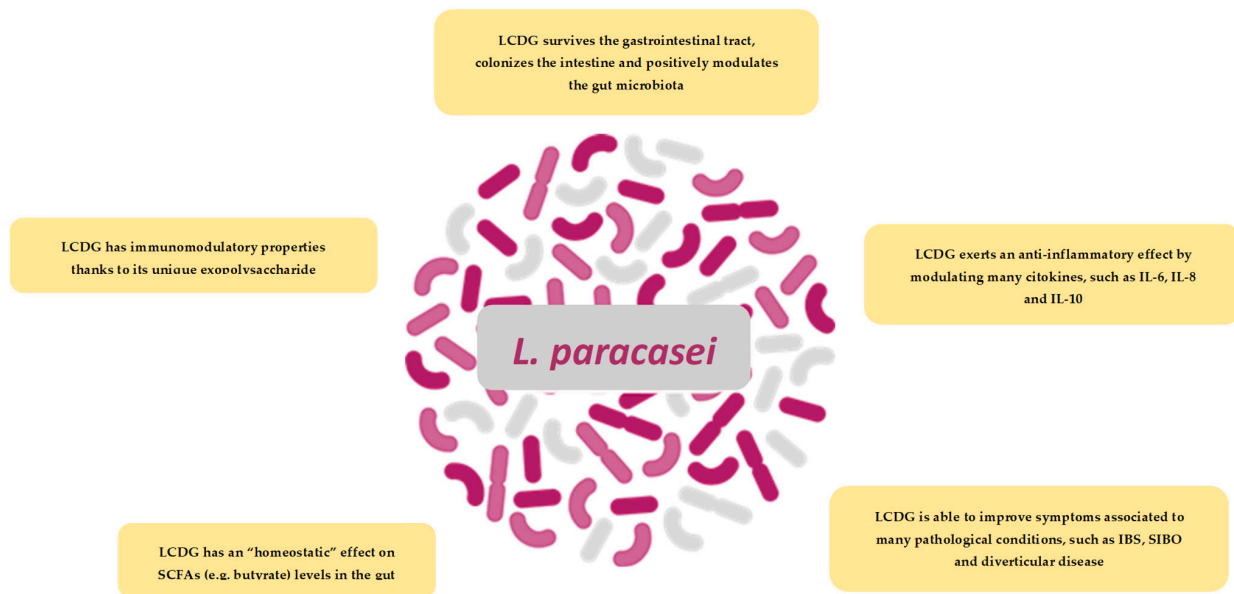 LCDG survives the gastrointestinal tract,
colonizes the intestine and positively modulates
the gut microbiota
LCDG has immunomodulatory properties
thanks to its unique exopolysaccharide
LCDG exerts an anti-inflammatory effect by
modulating many citokines, such as IL-6, IL-8
and IL-10
L. paracasei
LCDG has an “homeostatic” effect on
SCFAs (e.g. butyrate) levels in the gut
LCDG is able to improve symptoms associated to
many pathological conditions, such as IBS, SIBO
and diverticular disease